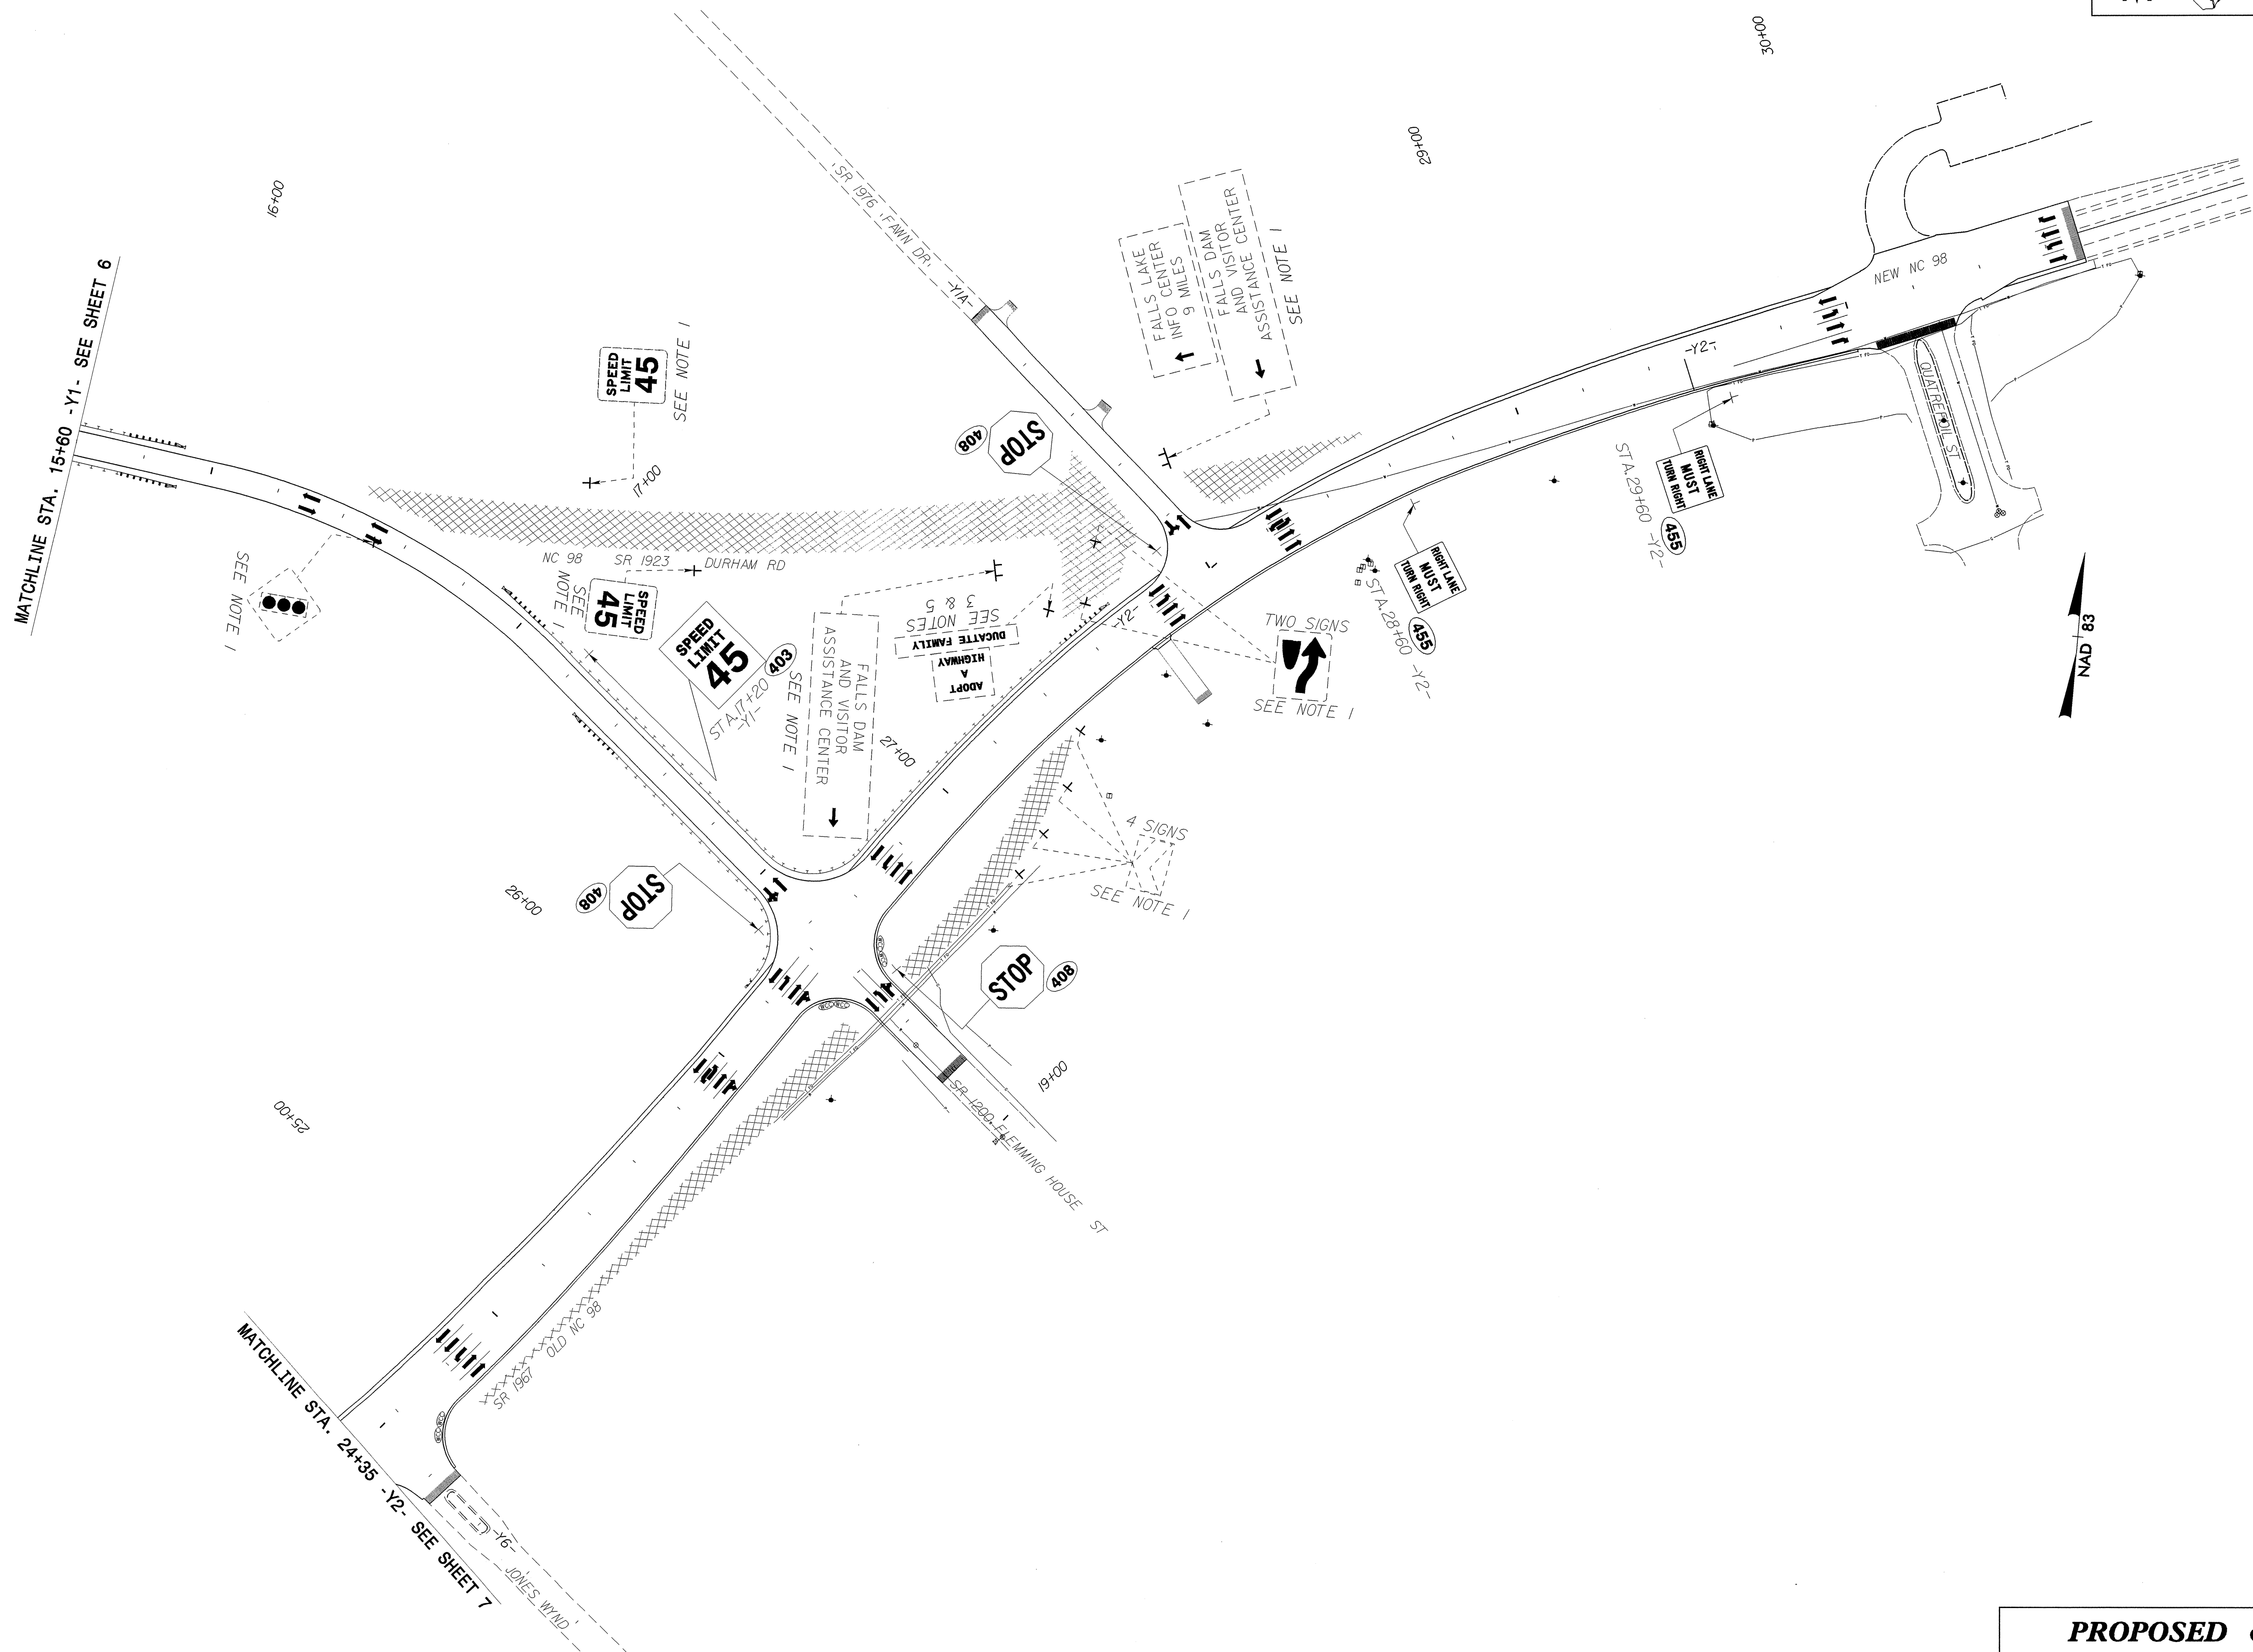 30+00
29+00
16+00
MATCHLINE STA. 15+60 -Y1- SEE SHEET 6
SR 1976 FAWN DR.
-Y1A-
FALLS LAKE
INFO CENTER
9 MILES
FALLS DAM
AND VISITOR
ASSISTANCE CENTER
SEE NOTE 1
NEW NC 98
-Y2-
QUATREFOIL ST
SPEED
LIMIT
45
SEE NOTE 1
17+00
STOP
408
RIGHT LANE
MUST
TURN RIGHT
455
STA.29+60 -Y2-
RIGHT LANE
MUST
TURN RIGHT
455
STA.28+60 -Y2-
NC 98 SR 1923 DURHAM RD
SEE NOTE 1
SPEED
LIMIT
45
SEE
NOTE 1
SPEED
LIMIT
45
403
STA.17+20
-Y1-
FALLS DAM
AND VISITOR
ASSISTANCE CENTER
SEE NOTE 1
ADOPT
A
HIGHWAY
DUCATTE FAMILY
SEE NOTES
3 & 5
-Y2-
TWO SIGNS
SEE NOTE 1
NAD 83
27+00
4 SIGNS
SEE NOTE 1
STOP
408
26+00
STOP
408
19+00
SR 1200 FLEMMING HOUSE ST
25+00
SR 1967 OLD NC 98
MATCHLINE STA. 24+35 -Y2- SEE SHEET 7
-Y6-
JONES WYND
PROPOSED